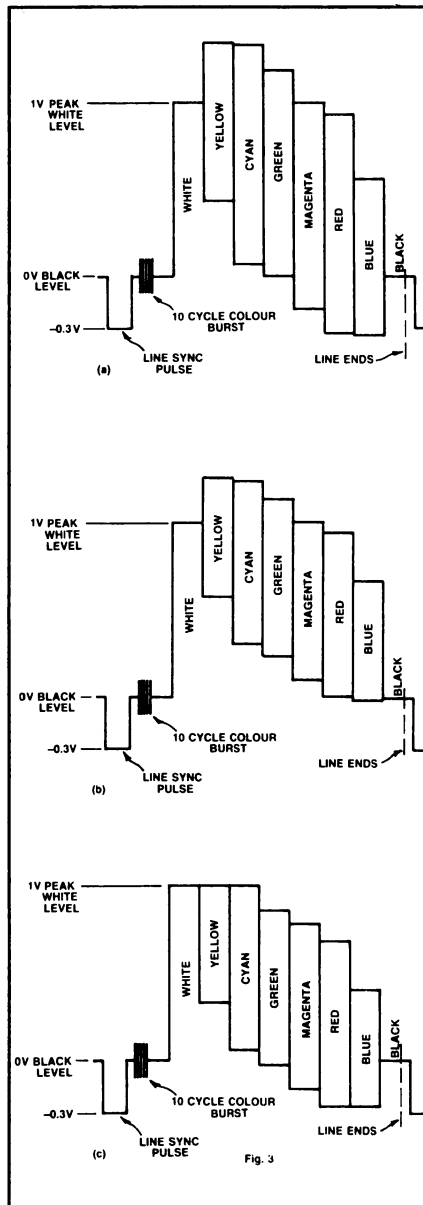 1V PEAK
WHITE
LEVEL
WHITE
YELLOW
CYAN
GREEN
MAGENTA
RED
BLUE
BLACK
0V BLACK
LEVEL
–0.3V
10 CYCLE COLOUR
BURST
LINE SYNC
PULSE
LINE ENDS
(a)
1V PEAK
WHITE
LEVEL
WHITE
YELLOW
CYAN
GREEN
MAGENTA
RED
BLUE
BLACK
0V BLACK
LEVEL
–0.3V
10 CYCLE COLOUR
BURST
LINE SYNC
PULSE
LINE ENDS
(b)
1V PEAK
WHITE
LEVEL
WHITE
YELLOW
CYAN
GREEN
MAGENTA
RED
BLUE
BLACK
0V BLACK
LEVEL
–0.3V
10 CYCLE COLOUR
BURST
LINE SYNC
PULSE
LINE ENDS
(c)
Fig. 3